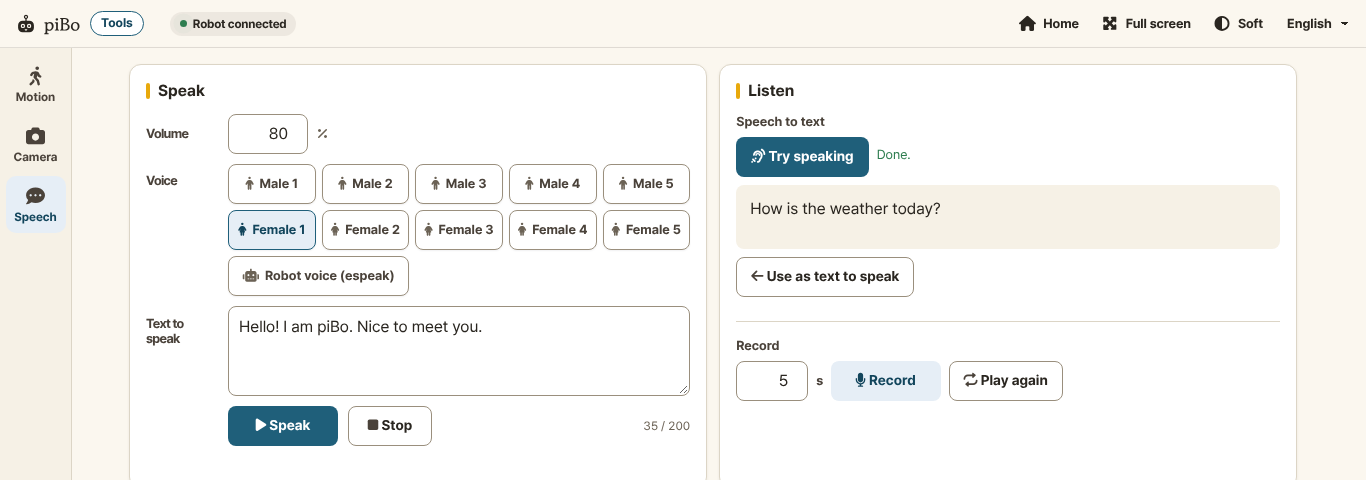 piBo
Tools
Robot connected
Home
Full screen
Soft
English
Motion
Camera
Speech
Speak
Volume
80
%
Voice
Male 1
Male 2
Male 3
Male 4
Male 5
Female 1
Female 2
Female 3
Female 4
Female 5
Robot voice (espeak)
Text to
speak
Hello! I am piBo. Nice to meet you.
Speak
Stop
35 / 200
Listen
Speech to text
Try speaking
Done.
How is the weather today?
Use as text to speak
Record
5
s
Record
Play again